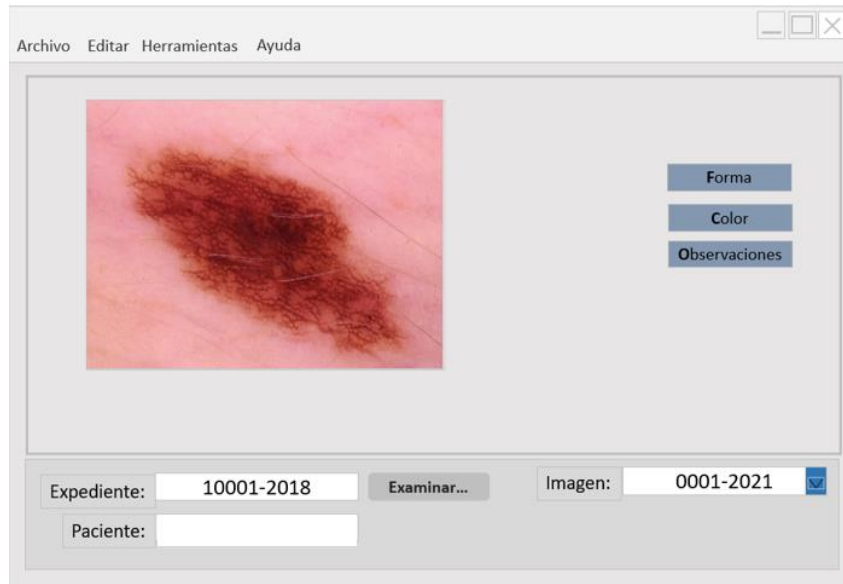 Archivo Editar Herramientas Ayuda
Forma
Color
Observaciones
Expediente: 10001-2018 Examinar... Imagen: 0001-2021
Paciente: